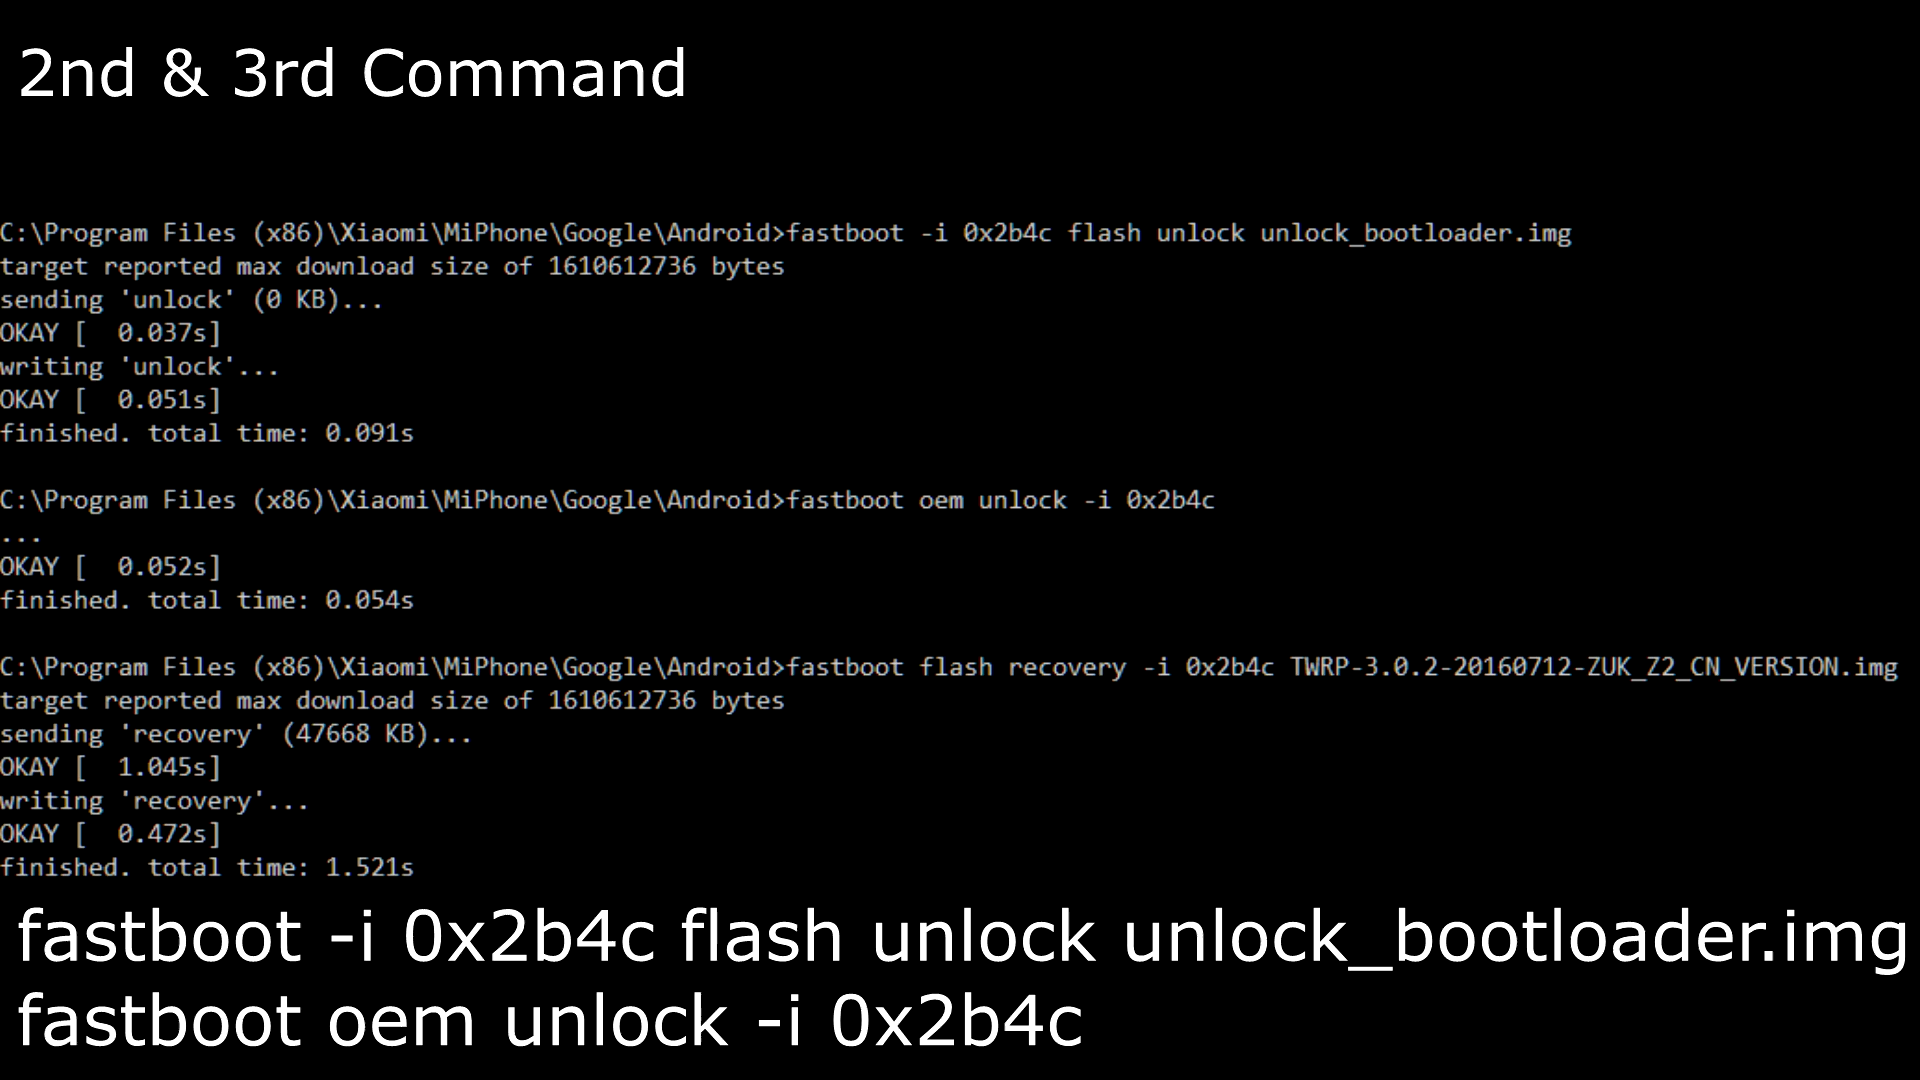 2nd & 3rd Command
C:\Program Files (x86)\Xiaomi\MiPhone\Google\Android>fastboot -i 0x2b4c flash unlock unlock_bootloader.img
target reported max download size of 1610612736 bytes
sending 'unlock' (0 KB)...
OKAY [  0.037s]
writing 'unlock'...
OKAY [  0.051s]
finished. total time: 0.091s
C:\Program Files (x86)\Xiaomi\MiPhone\Google\Android>fastboot oem unlock -i 0x2b4c
...
OKAY [  0.052s]
finished. total time: 0.054s
C:\Program Files (x86)\Xiaomi\MiPhone\Google\Android>fastboot flash recovery -i 0x2b4c TWRP-3.0.2-20160712-ZUK_Z2_CN_VERSION.img
target reported max download size of 1610612736 bytes
sending 'recovery' (47668 KB)...
OKAY [  1.045s]
writing 'recovery'...
OKAY [  0.472s]
finished. total time: 1.521s
fastboot -i 0x2b4c flash unlock unlock_bootloader.img
fastboot oem unlock -i 0x2b4c